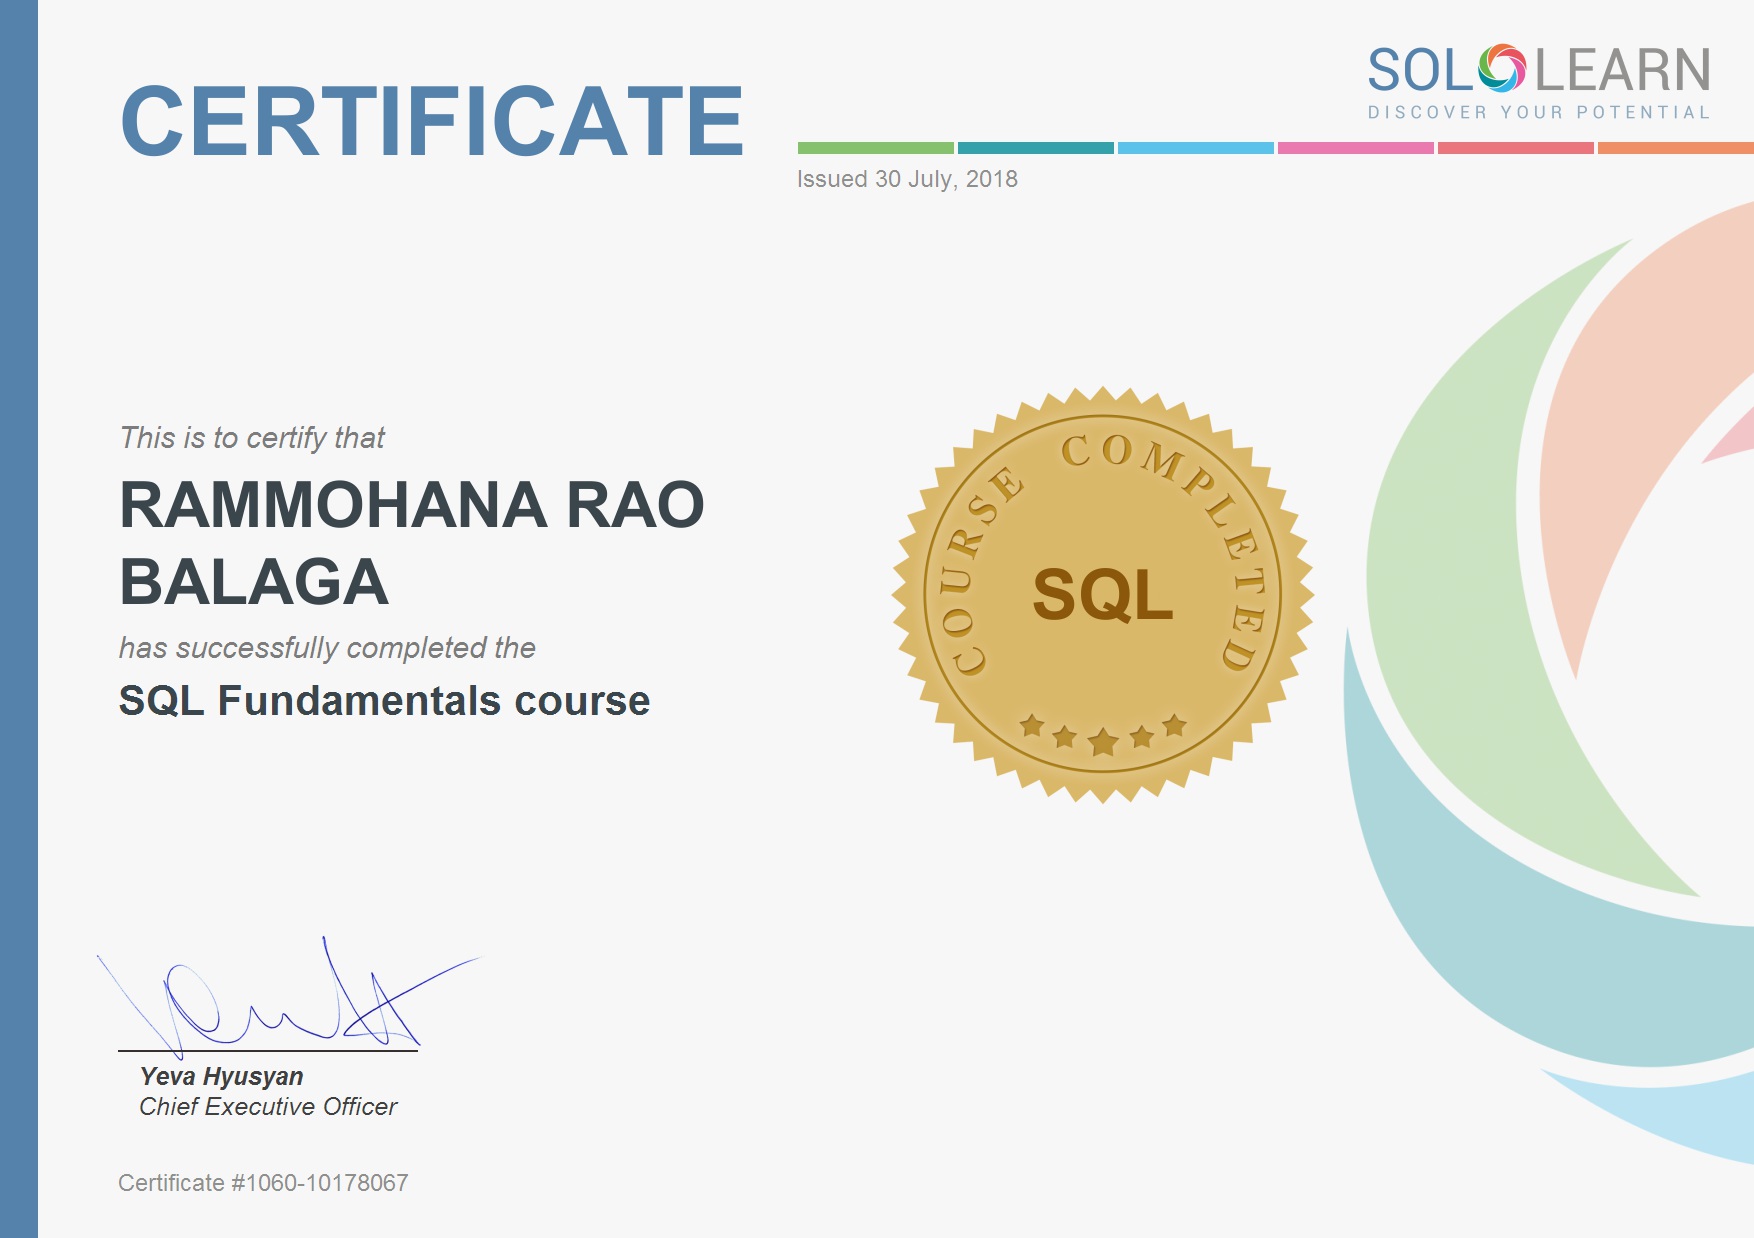 CERTIFICATE
SOLOLEARN
DISCOVER YOUR POTENTIAL
Issued 30 July, 2018
This is to certify that
RAMMOHANA RAO
BALAGA
has successfully completed the
SQL Fundamentals course
COURSE COMPLETED
SQL
Yeva Hyusyan
Chief Executive Officer
Certificate #1060-10178067